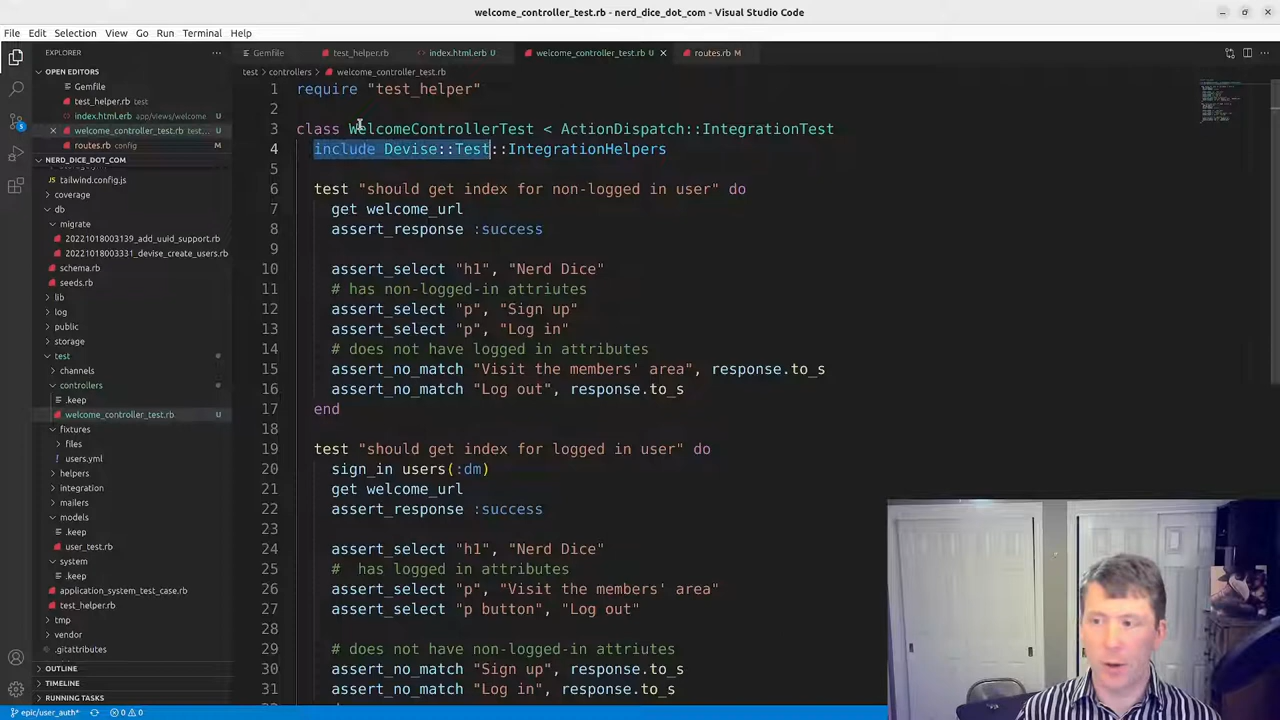 welcome_controller_test.rb - nerd_dice_dot_com - Visual Studio Code
File Edit Selection View Go Run Terminal Help
EXPLORER
Gemfile test_helper.rb index.html.erb U welcome_controller_test.rb U routes.rb M
OPEN EDITORS
Gemfile
test_helper.rb test
index.html.erb app/views/welcome U
welcome_controller_test.rb test... U
routes.rb config M
NERD_DICE_DOT_COM
tailwind.config.js
coverage
db
migrate
20221018003139_add_uuid_support.rb
20221018003331_devise_create_users.rb
schema.rb
seeds.rb
lib
log
public
storage
test
channels
controllers
.keep
welcome_controller_test.rb U
fixtures
files
users.yml
helpers
integration
mailers
models
.keep
user_test.rb
system
.keep
application_system_test_case.rb
test_helper.rb
tmp
vendor
.gitattributes
OUTLINE
TIMELINE
RUNNING TASKS
test > controllers > welcome_controller_test.rb
1 require "test_helper"
2
3 class WelcomeControllerTest < ActionDispatch::IntegrationTest
4 include Devise::Test::IntegrationHelpers
5
6 test "should get index for non-logged in user" do
7 get welcome_url
8 assert_response :success
9
10 assert_select "h1", "Nerd Dice"
11 # has non-logged-in attriutes
12 assert_select "p", "Sign up"
13 assert_select "p", "Log in"
14 # does not have logged in attributes
15 assert_no_match "Visit the members' area", response.to_s
16 assert_no_match "Log out", response.to_s
17 end
18
19 test "should get index for logged in user" do
20 sign_in users(:dm)
21 get welcome_url
22 assert_response :success
23
24 assert_select "h1", "Nerd Dice"
25 #  has logged in attributes
26 assert_select "p", "Visit the members' area"
27 assert_select "p button", "Log out"
28
29 # does not have non-logged-in attriutes
30 assert_no_match "Sign up", response.to_s
31 assert_no_match "Log in", response.to_s
epic/user_auth* 0 0